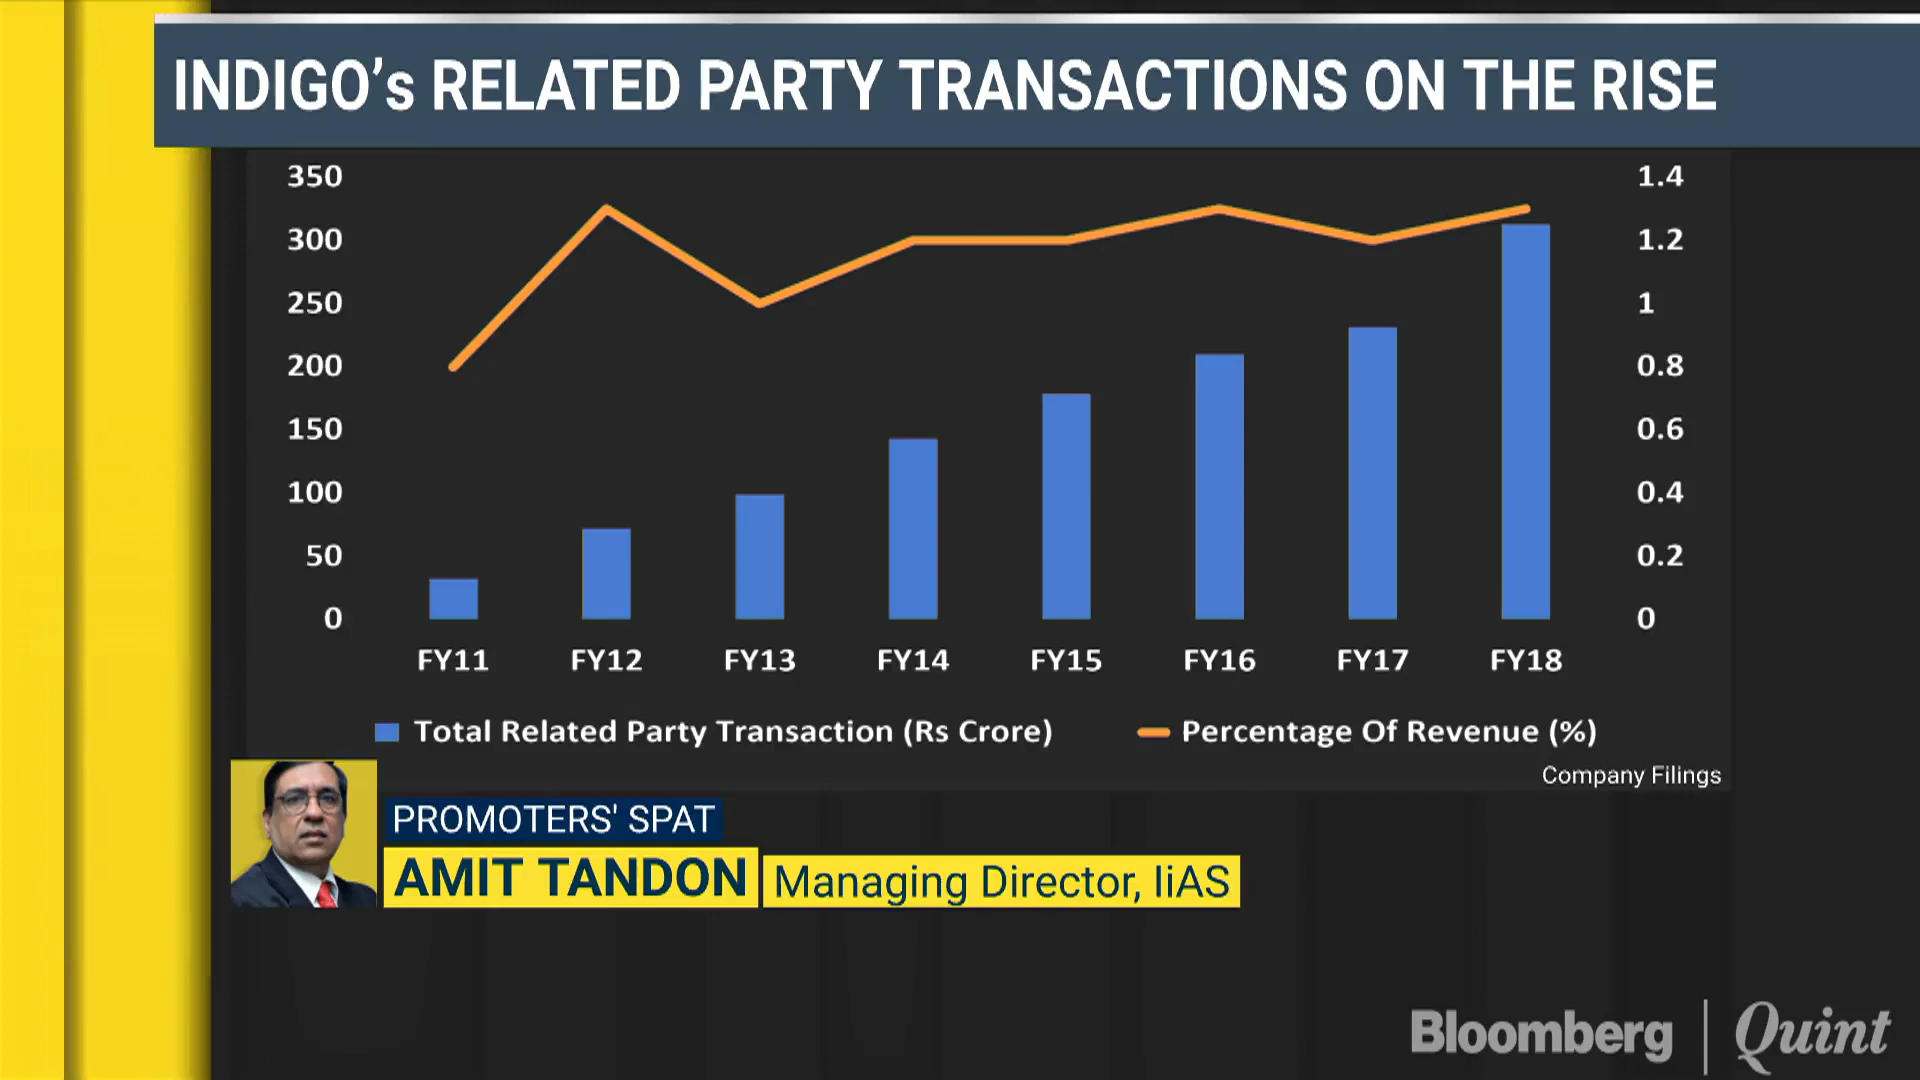 INDIGO’s RELATED PARTY TRANSACTIONS ON THE RISE
350 1.4
300 1.2
250 1
200 0.8
150 0.6
100 0.4
50 0.2
0 0
FY11 FY12 FY13 FY14 FY15 FY16 FY17 FY18
Total Related Party Transaction (Rs Crore) Percentage Of Revenue (%)
Company Filings
PROMOTERS' SPAT
AMIT TANDON Managing Director, IiAS
Bloomberg | Quint